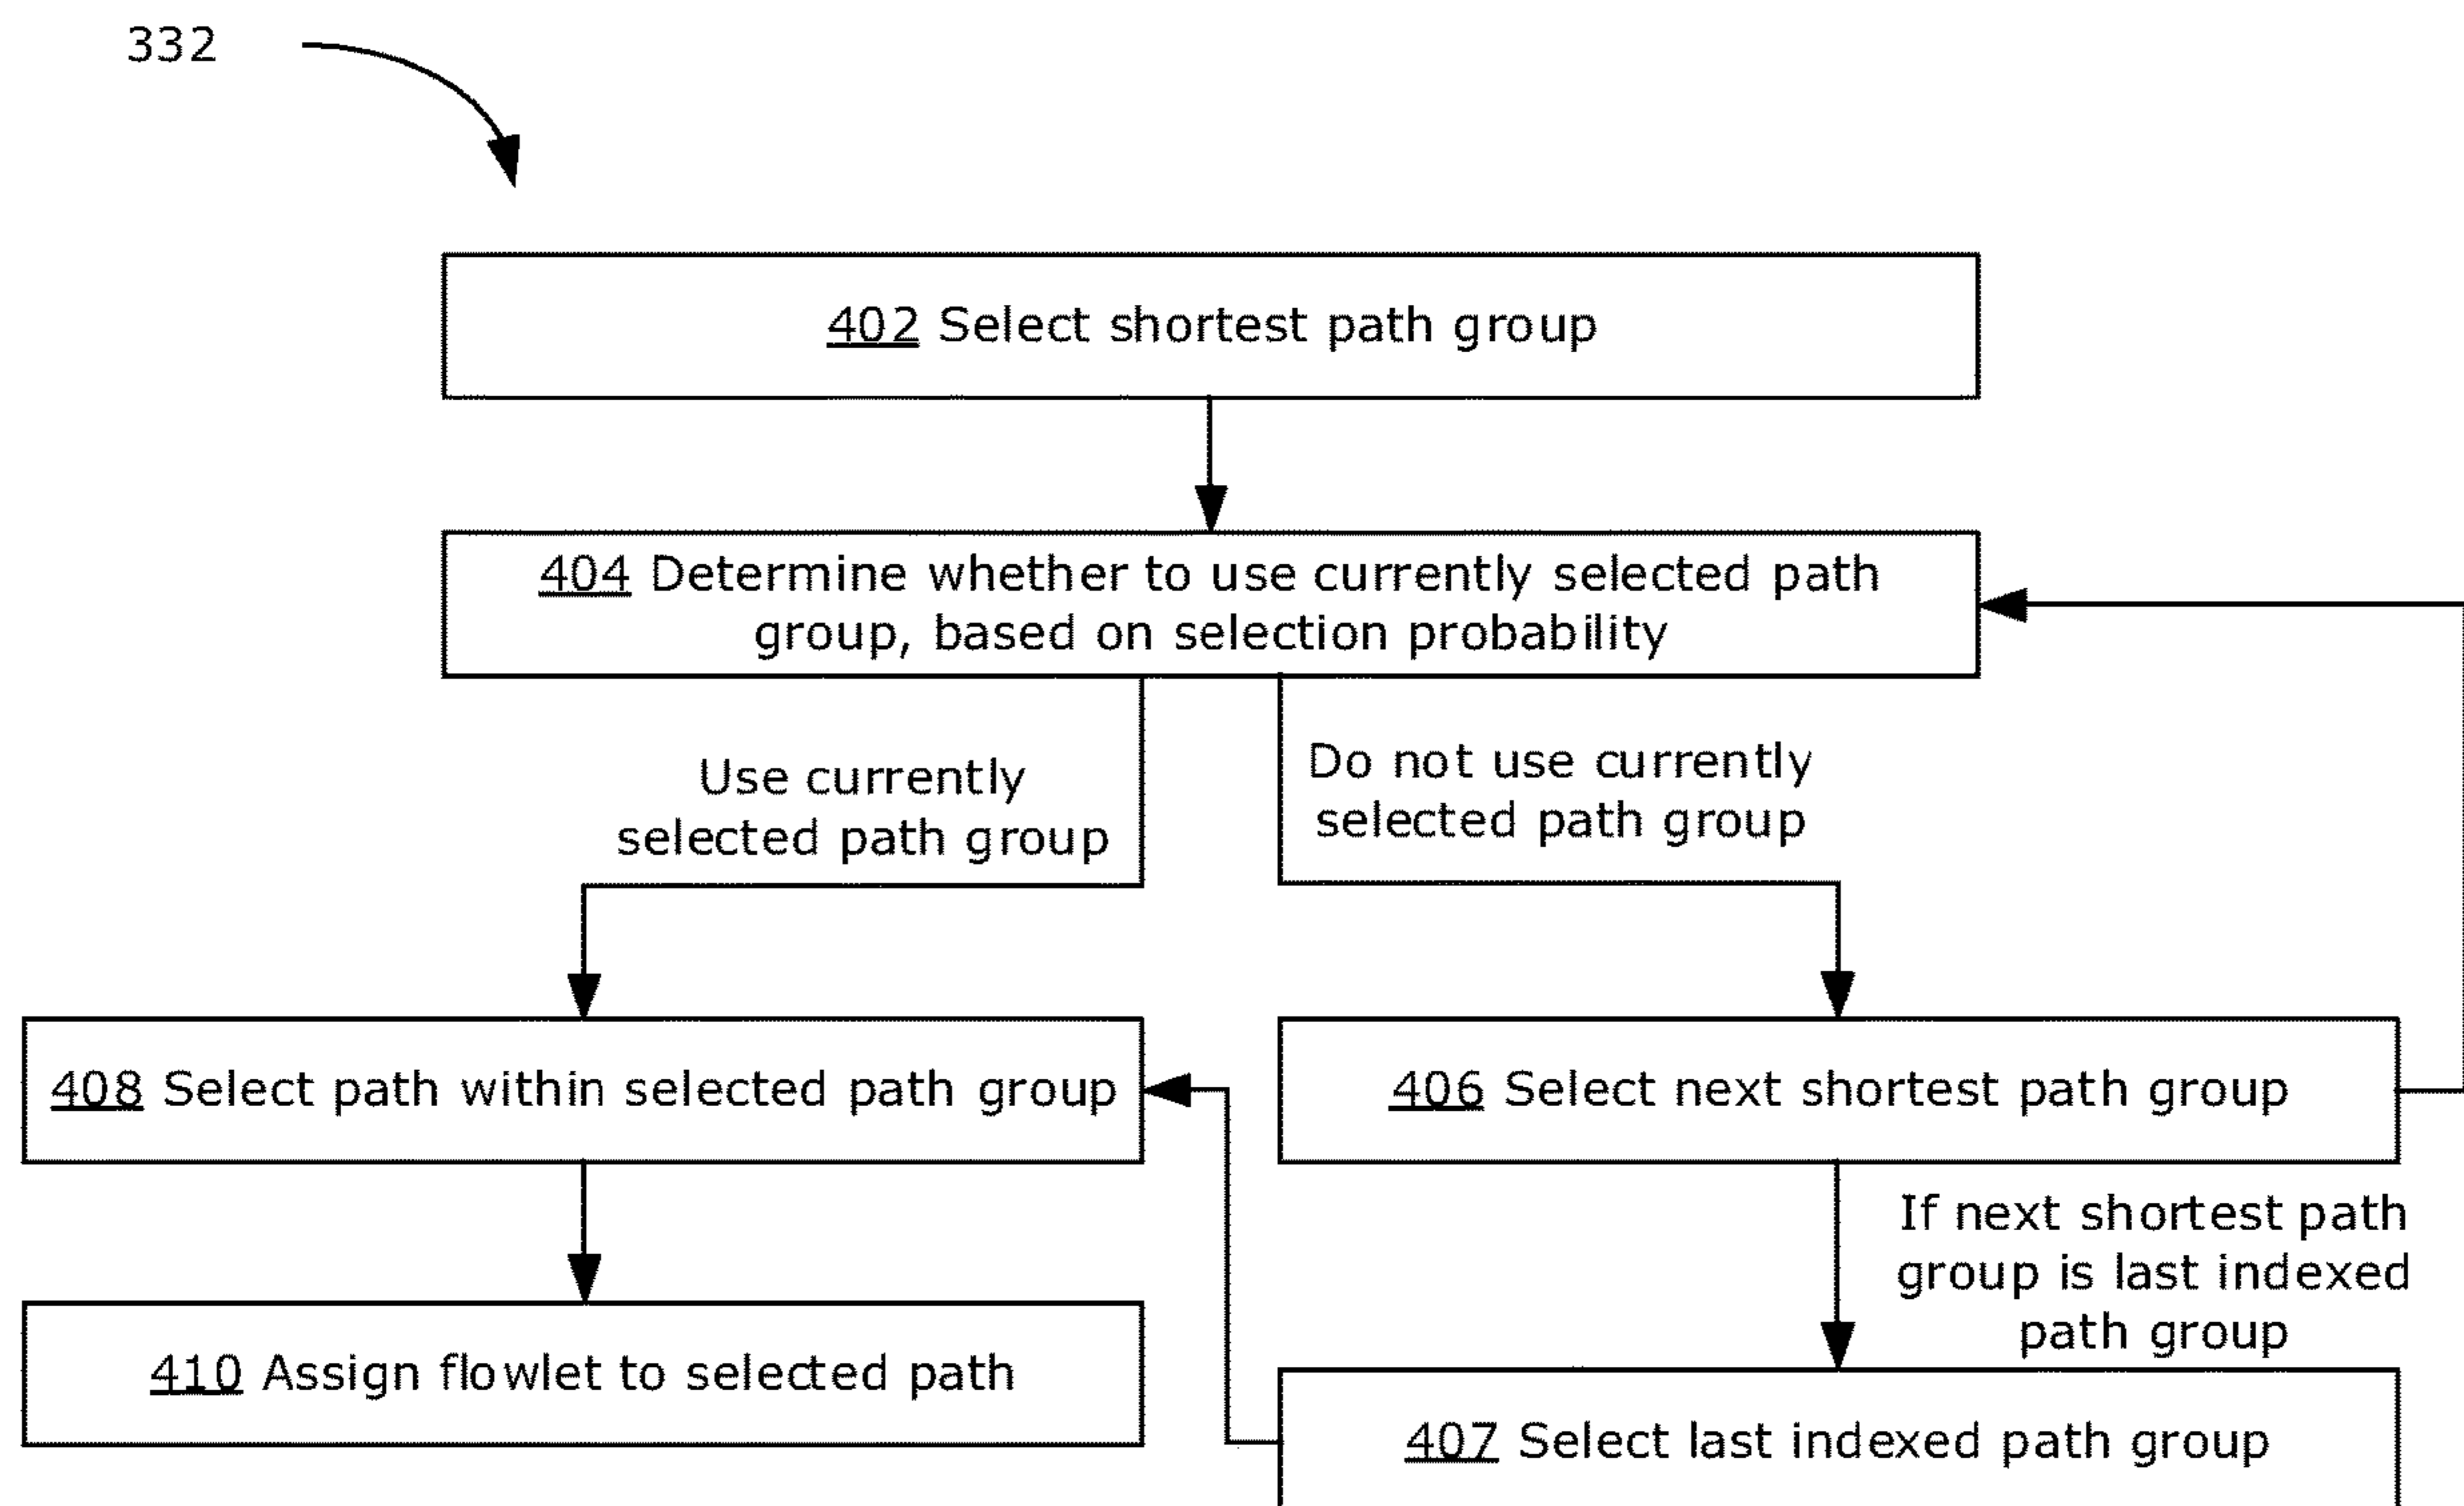 332
402 Select shortest path group
404 Determine whether to use currently selected path
group, based on selection probability
Use currently
selected path group
Do not use currently
selected path group
408 Select path within selected path group
406 Select next shortest path group
If next shortest path
group is last indexed
path group
410 Assign flowlet to selected path
407 Select last indexed path group